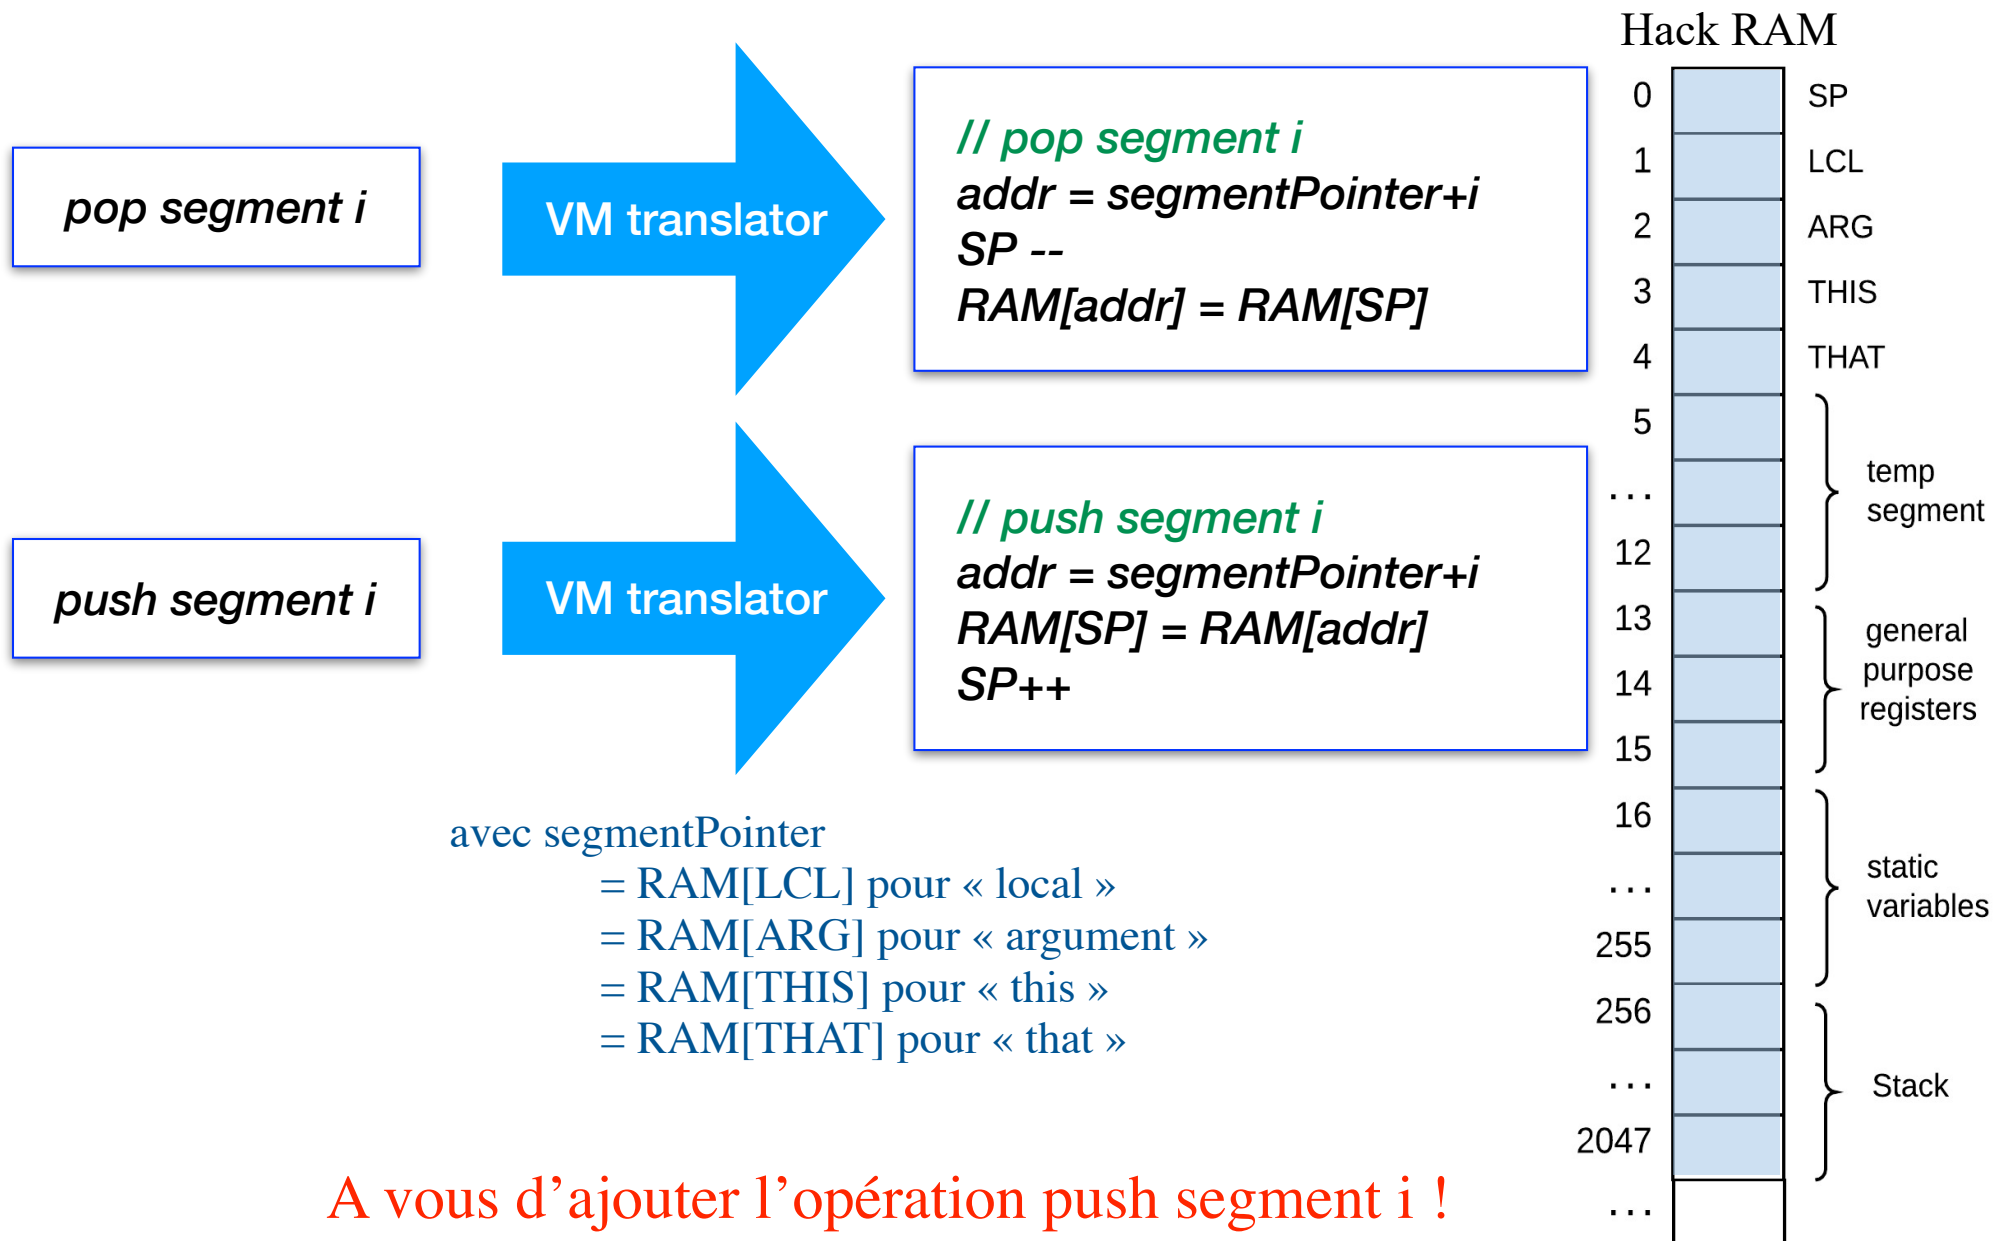 Hack RAM
pop segment i
VM translator
// pop segment i
addr = segmentPointer+i
SP --
RAM[addr] = RAM[SP]
push segment i
VM translator
// push segment i
addr = segmentPointer+i
RAM[SP] = RAM[addr]
SP++
avec segmentPointer
= RAM[LCL] pour « local »
= RAM[ARG] pour « argument »
= RAM[THIS] pour « this »
= RAM[THAT] pour « that »
A vous d’ajouter l’opération push segment i !
0 SP
1 LCL
2 ARG
3 THIS
4 THAT
5
...
12
temp
segment
13
14
15
general
purpose
registers
16
...
255
static
variables
256
...
2047
Stack
...